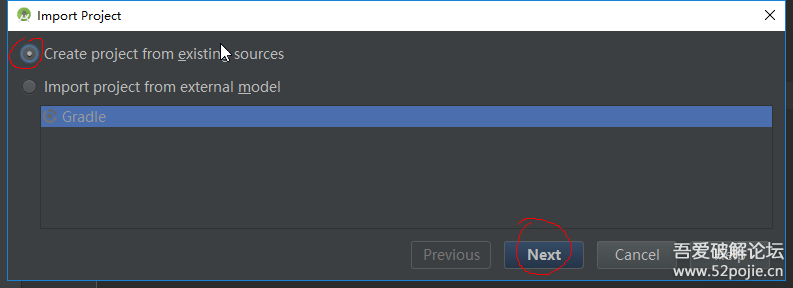 Import Project
Create project from existing sources
Import project from external model
Gradle
Previous
Next
Cancel
Help
吾爱破解论坛
www.52pojie.cn